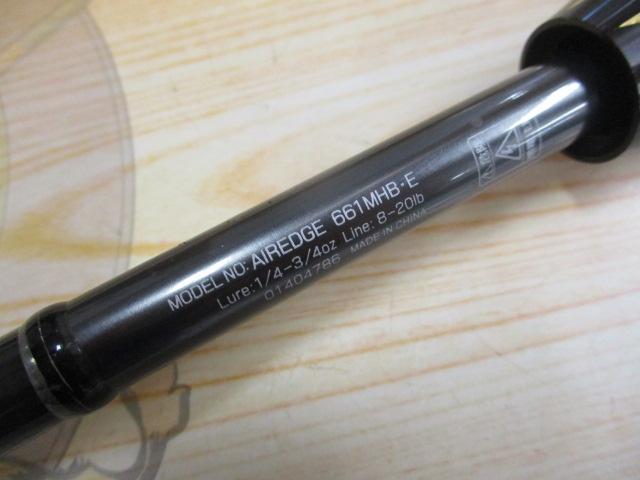 MODEL NO: AIREDGE 661MHB·E
Lure:1/4-3/4oz Line: 8-20lb
01404786 MADE IN CHINA